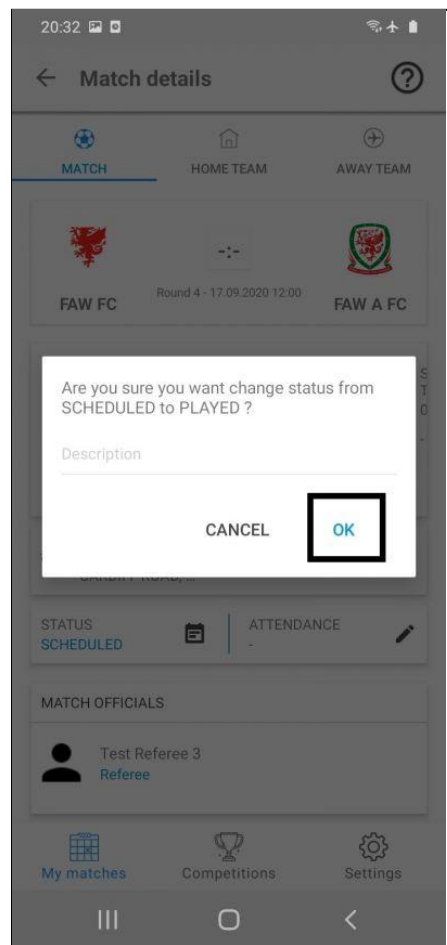 20:32
Match details
MATCH
HOME TEAM
AWAY TEAM
-:-
Round 4 - 17.09.2020 12:00
FAW FC
FAW A FC
S
T
0
-
Are you sure you want change status from
SCHEDULED to PLAYED ?
Description
CANCEL
OK
STATUS
SCHEDULED
ATTENDANCE
-
MATCH OFFICIALS
Test Referee 3
Referee
My matches
Competitions
Settings